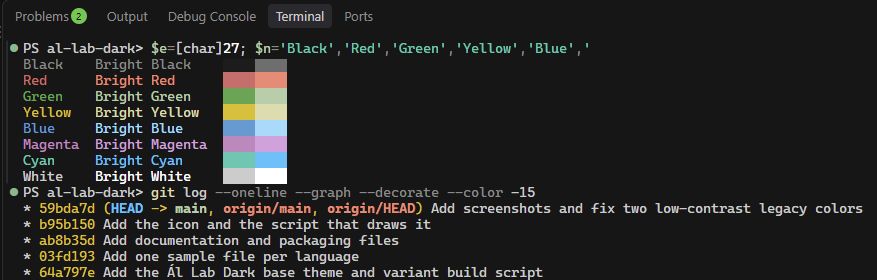 Problems 2 Output Debug Console Terminal Ports
PS al-lab-dark> $e=[char]27; $n='Black','Red','Green','Yellow','Blue','
Black Bright Black
Red Bright Red
Green Bright Green
Yellow Bright Yellow
Blue Bright Blue
Magenta Bright Magenta
Cyan Bright Cyan
White Bright White
PS al-lab-dark> git log --oneline --graph --decorate --color -15
* 59bda7d (HEAD -> main, origin/main, origin/HEAD) Add screenshots and fix two low-contrast legacy colors
* b95b150 Add the icon and the script that draws it
* ab8b35d Add documentation and packaging files
* 03fd193 Add one sample file per language
* 64a797e Add the Ál Lab Dark base theme and variant build script